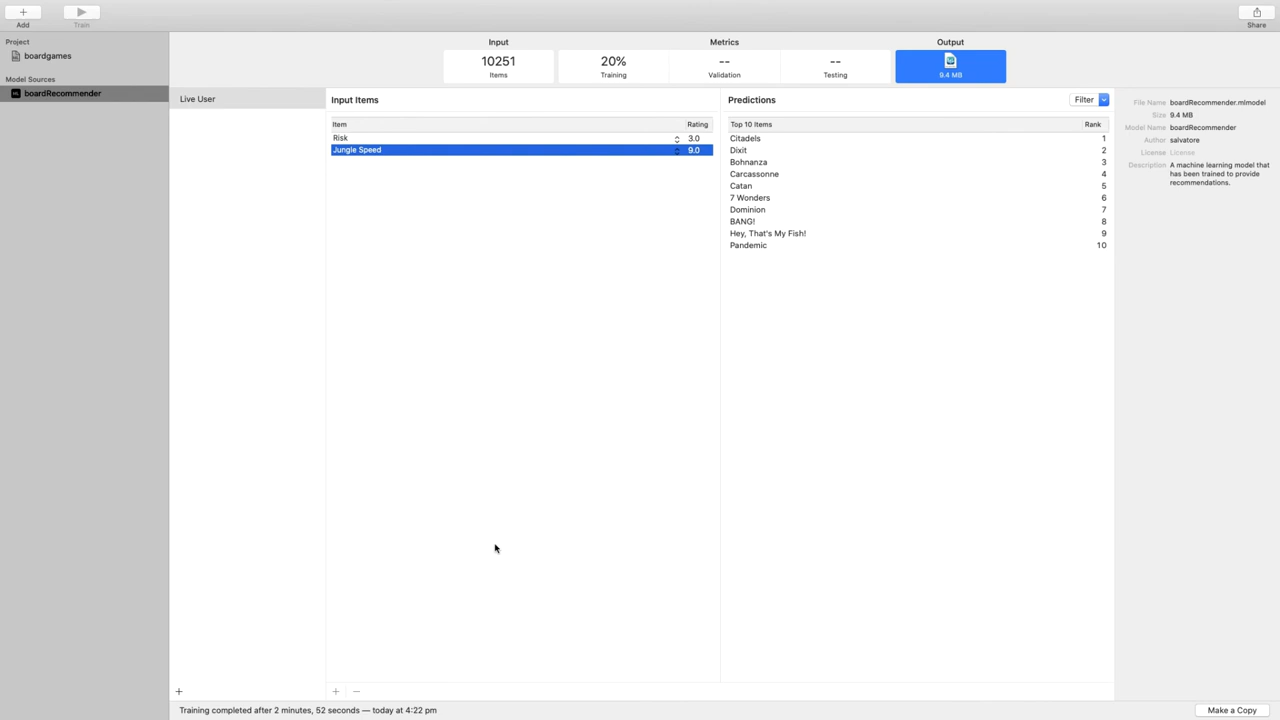 Add
Train
Share
Project
boardgames
Model Sources
boardRecommender
Input
Metrics
Output
10251
Items
20%
Training
--
Validation
--
Testing
9.4 MB
Live User
Input Items
Item Rating
Risk 3.0
Jungle Speed 9.0
Predictions
Filter
Top 10 Items Rank
Citadels 1
Dixit 2
Bohnanza 3
Carcassonne 4
Catan 5
7 Wonders 6
Dominion 7
BANG! 8
Hey, That's My Fish! 9
Pandemic 10
File Name boardRecommender.mlmodel
Size 9.4 MB
Model Name boardRecommender
Author salvatore
License License
Description A machine learning model that
has been trained to provide
recommendations.
Training completed after 2 minutes, 52 seconds — today at 4:22 pm
Make a Copy